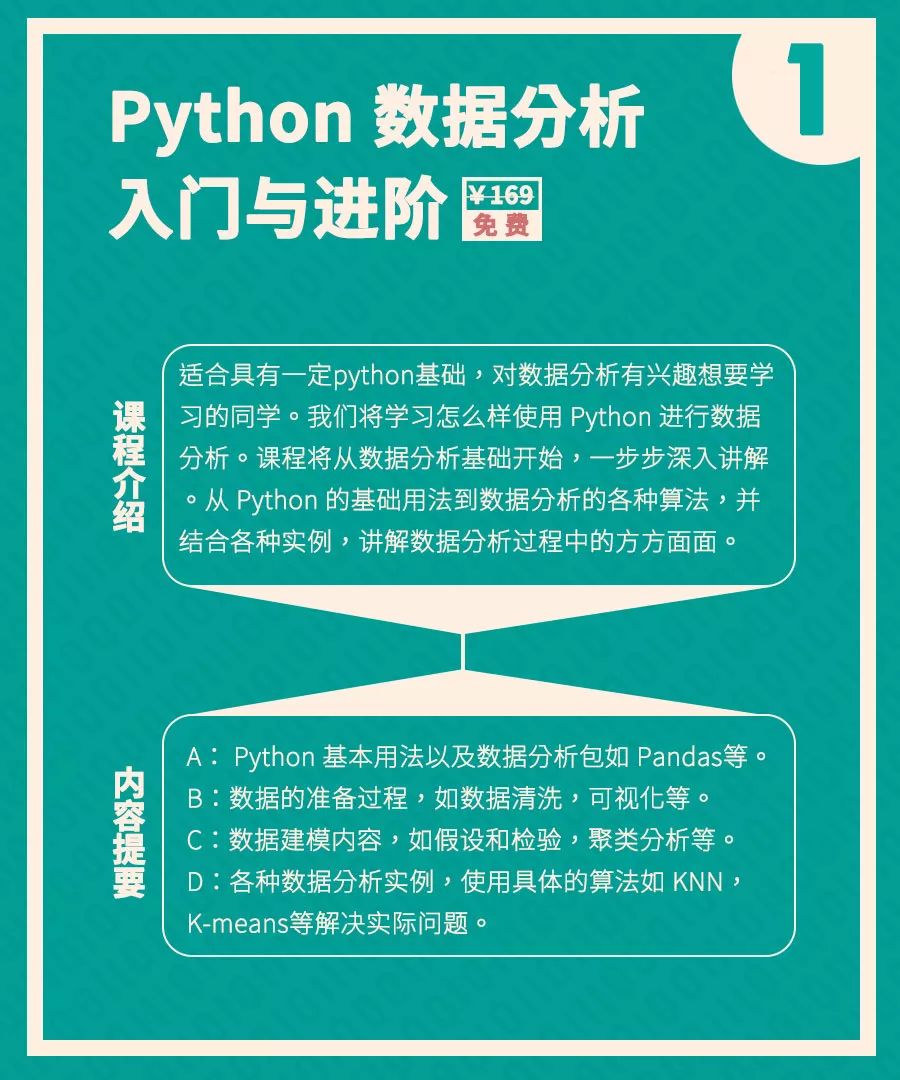 1
Python 数据分析
入门与进阶
￥169
免费
课程介绍
适合具有一定python基础，对数据分析有兴趣想要学
习的同学。我们将学习怎么样使用 Python 进行数据
分析。课程将从数据分析基础开始，一步步深入讲解
。从 Python 的基础用法到数据分析的各种算法，并
结合各种实例，讲解数据分析过程中的方方面面。
内容提要
A： Python 基本用法以及数据分析包如 Pandas等。
B：数据的准备过程，如数据清洗，可视化等。
C：数据建模内容，如假设和检验，聚类分析等。
D：各种数据分析实例，使用具体的算法如 KNN，
K-means等解决实际问题。